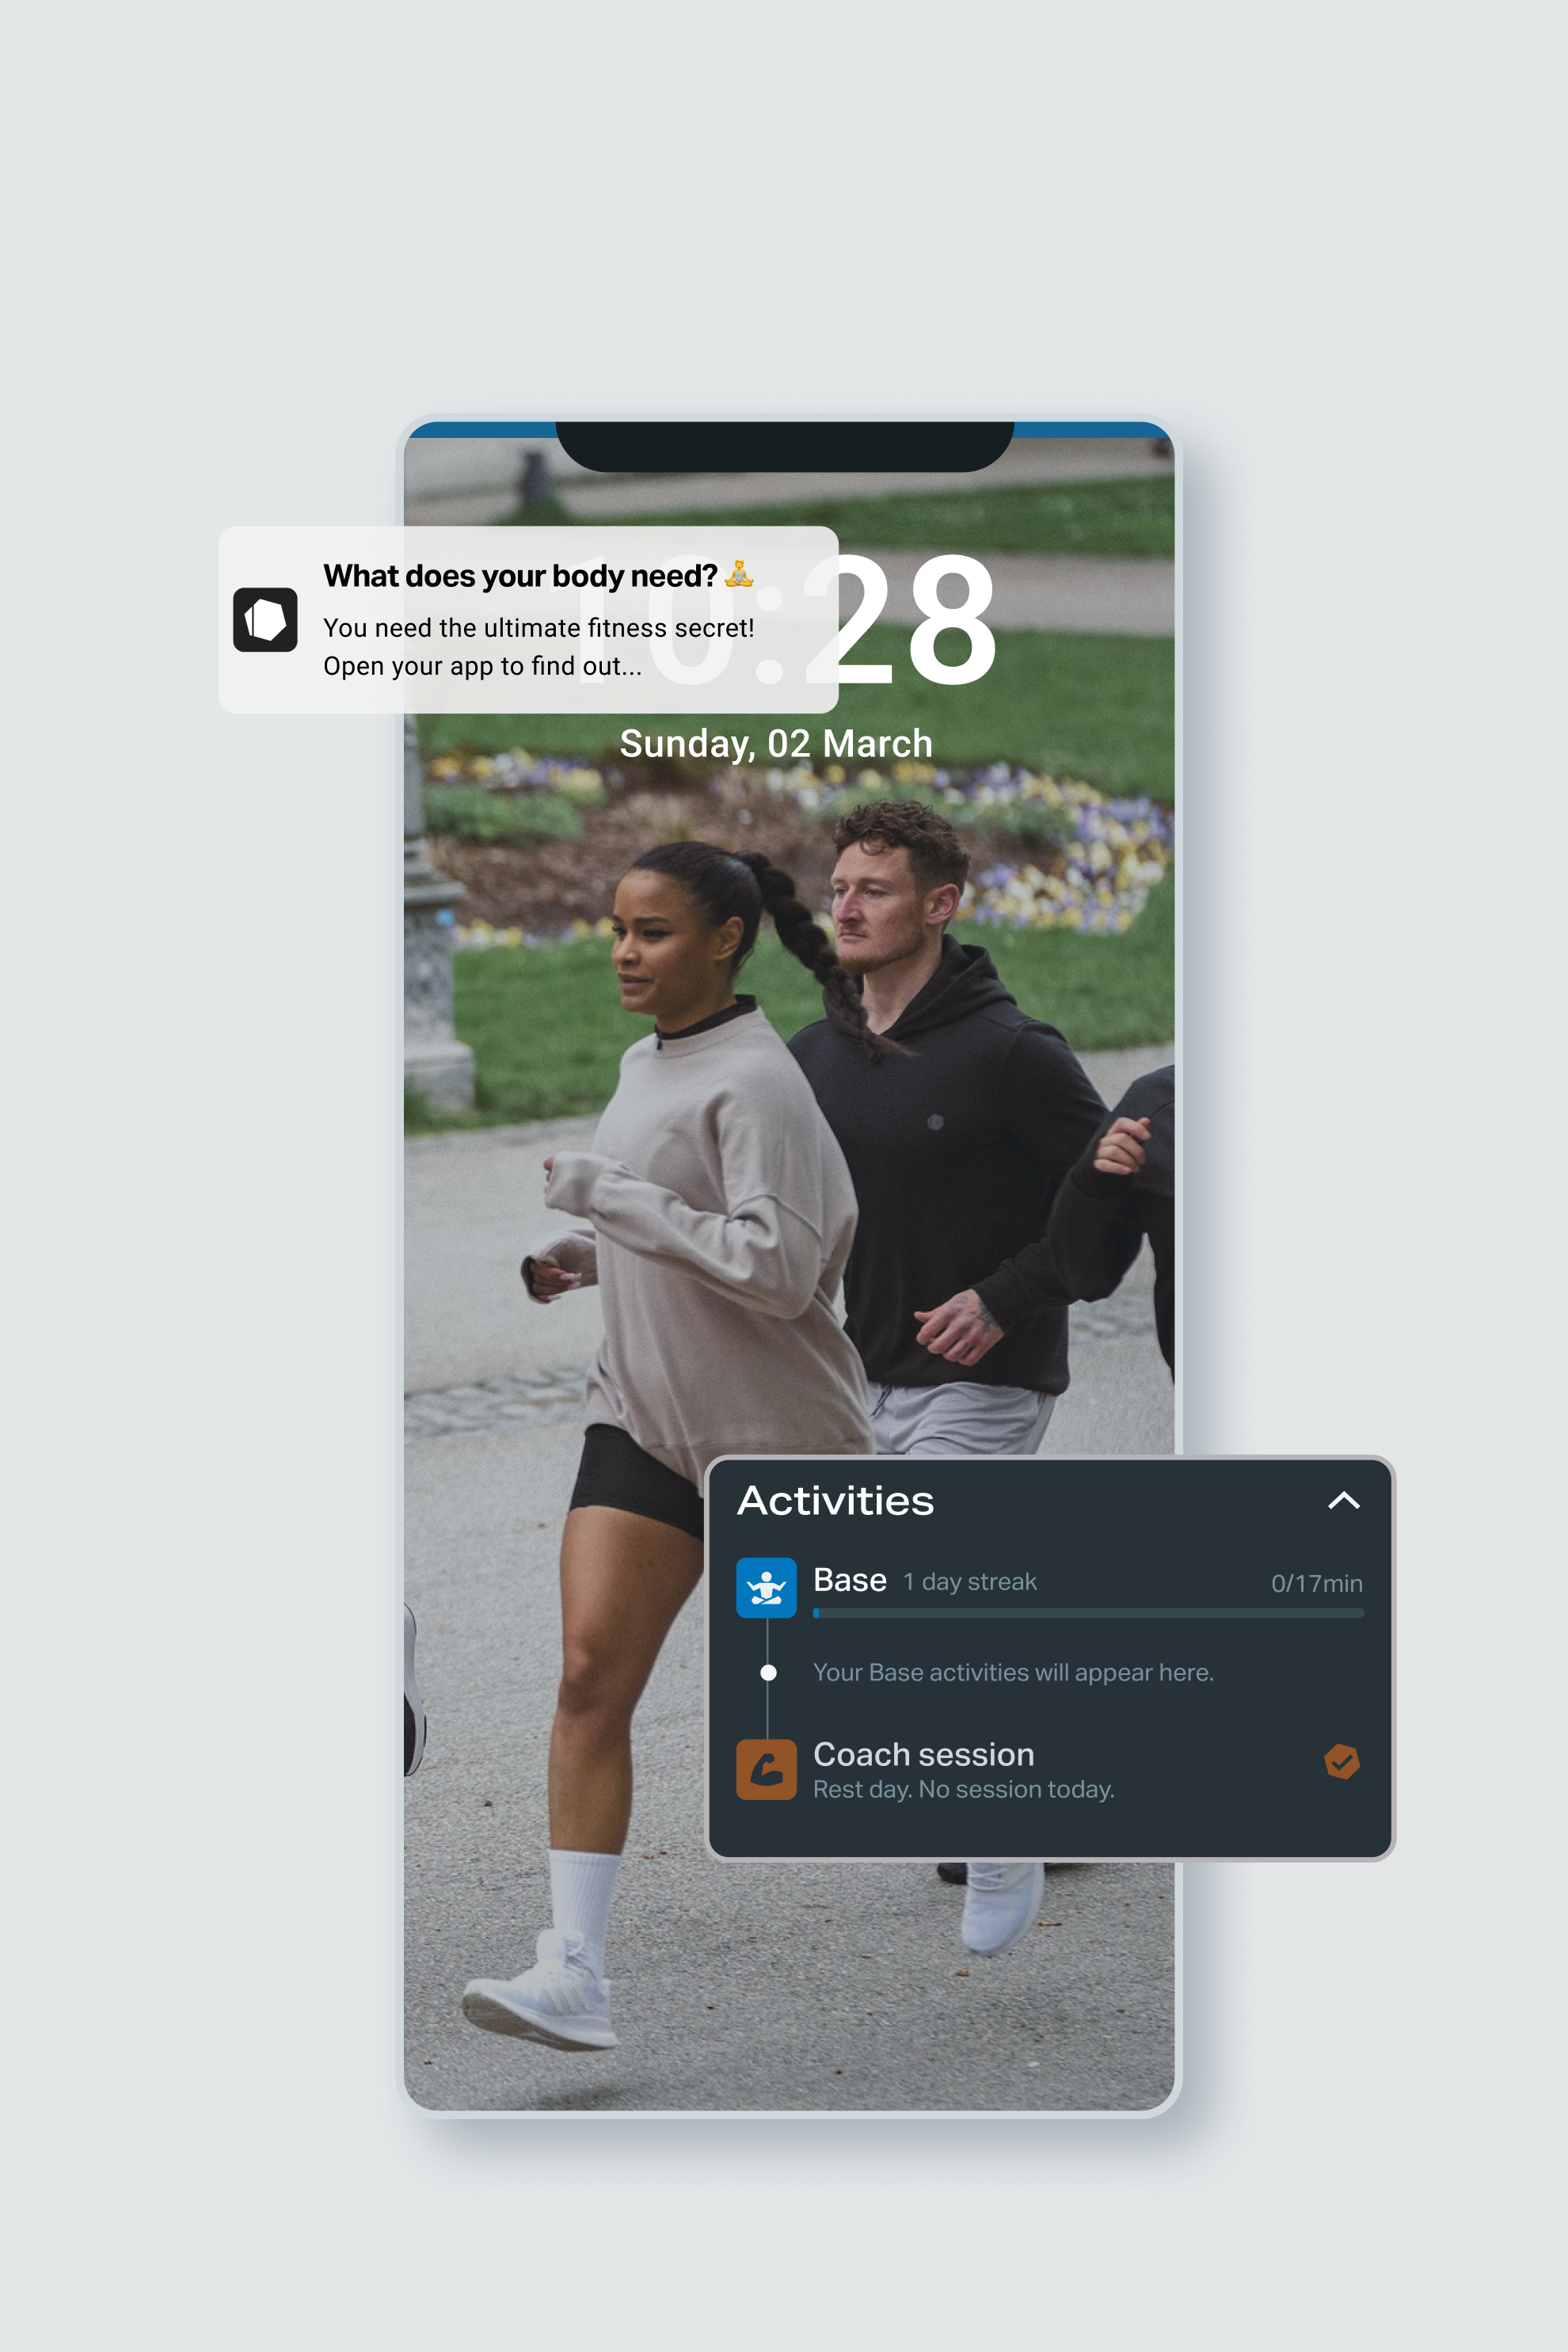 What does your body need?🧘
You need the ultimate fitness secret!
Open your app to find out...
10:28
Sunday, 02 March
Activities
Base 1 day streak 0/17min
Your Base activities will appear here.
Coach session
Rest day. No session today.